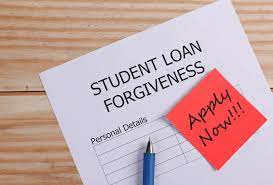 STUDENT LOAN
FORGIVENESS
Personal Details
Apply
Now!!!